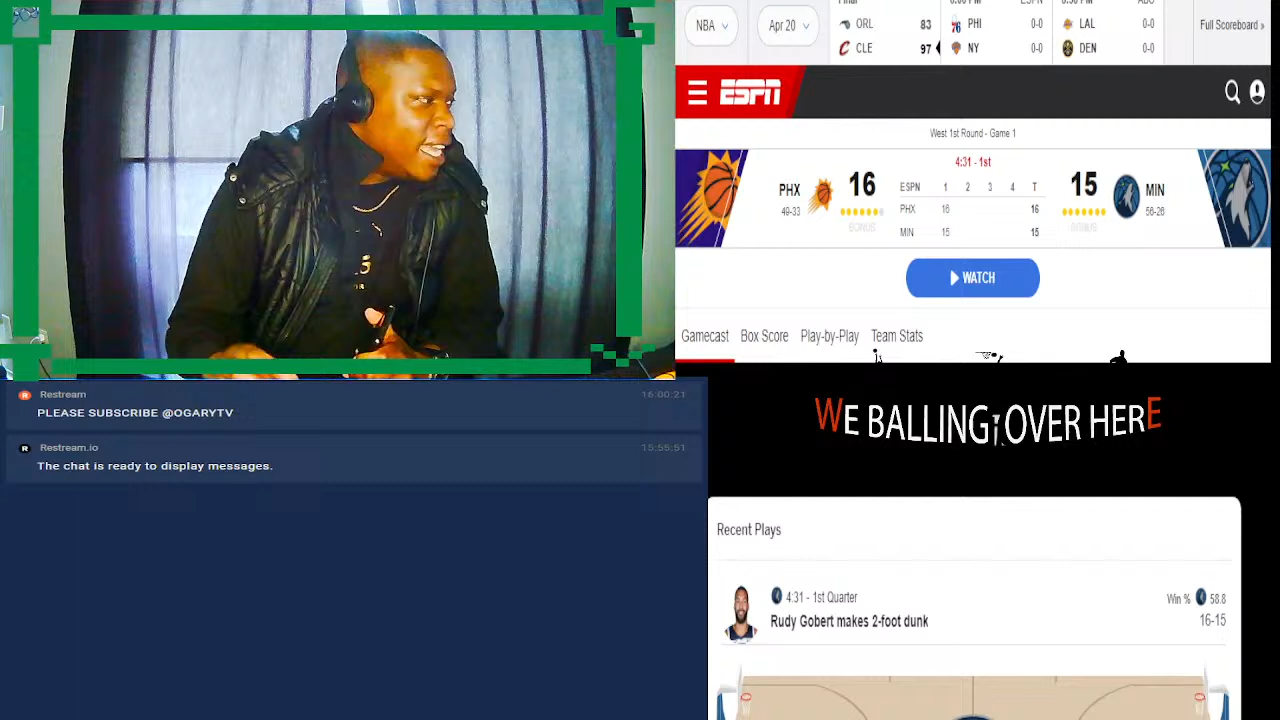 Restream
16:00:21
PLEASE SUBSCRIBE @OGARYTV
Restream.io
15:55:51
The chat is ready to display messages.
NBA
Apr 20
ORL 83
CLE 97
PHI 0-0
NY 0-0
LAL 0-0
DEN 0-0
Full Scoreboard »
ESPN
West 1st Round - Game 1
4:31 - 1st
PHX
49-33
16
BONUS
ESPN 1 2 3 4 T
PHX 16 16
MIN 15 15
15
BONUS
MIN
56-26
WATCH
Gamecast Box Score Play-by-Play Team Stats
WE BALLING OVER HERE
Recent Plays
4:31 - 1st Quarter
Rudy Gobert makes 2-foot dunk
Win % 58.8
16-15